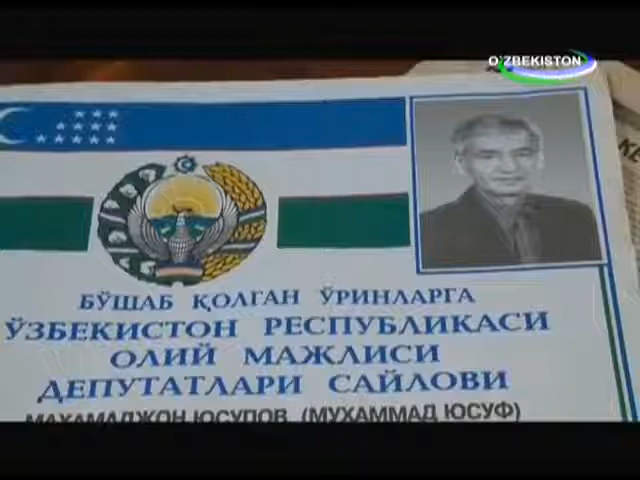 O'ZBEKISTON
БЎШАБ ҚОЛГАН ЎРИНЛАРГА
ЎЗБЕКИСТОН РЕСПУБЛИКАСИ
ОЛИЙ МАЖЛИСИ
ДЕПУТАТЛАРИ САЙЛОВИ
МАХАМАДЖОН ЮСУПОВ (МУХАММАД ЮСУФ)